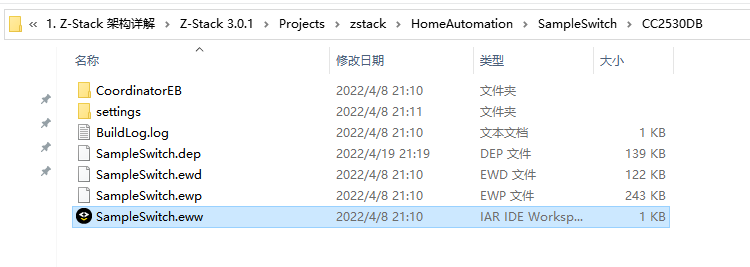 « 1. Z-Stack 架构详解 > Z-Stack 3.0.1 > Projects > zstack > HomeAutomation > SampleSwitch > CC2530DB
名称 修改日期 类型 大小
CoordinatorEB 2022/4/8 21:10 文件夹
settings 2022/4/8 21:11 文件夹
BuildLog.log 2022/4/8 21:10 文本文档 1 KB
SampleSwitch.dep 2022/4/19 21:19 DEP 文件 139 KB
SampleSwitch.ewd 2022/4/8 21:10 EWD 文件 122 KB
SampleSwitch.ewp 2022/4/8 21:10 EWP 文件 243 KB
SampleSwitch.eww 2022/4/8 21:10 IAR IDE Worksp... 1 KB